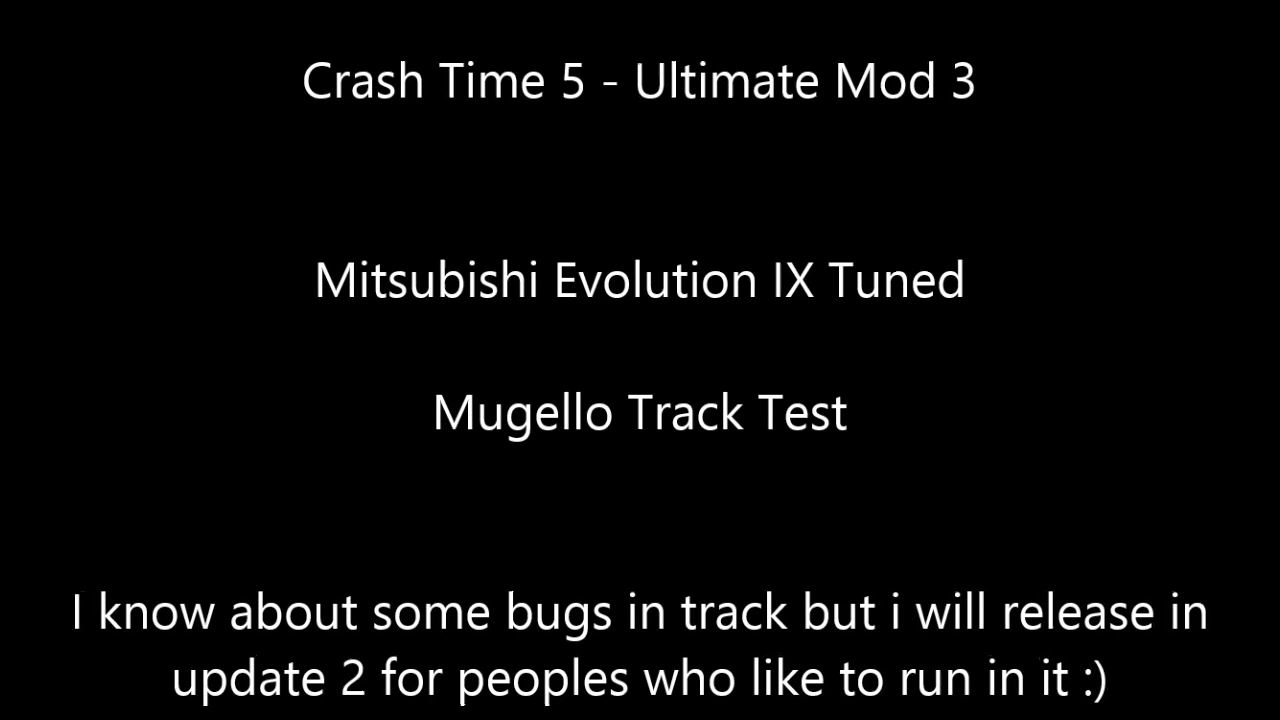 Crash Time 5 - Ultimate Mod 3
Mitsubishi Evolution IX Tuned
Mugello Track Test
I know about some bugs in track but i will release in
update 2 for peoples who like to run in it :)